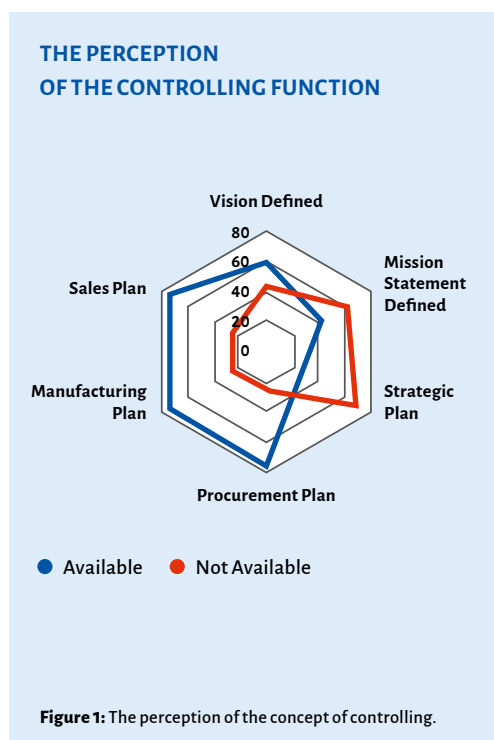 THE PERCEPTION
OF THE CONTROLLING FUNCTION
Vision Defined
80
60
40
20
0
Mission
Statement
Defined
Sales Plan
Manufacturing
Plan
Strategic
Plan
Procurement Plan
Available
Not Available
Figure 1: The perception of the concept of controlling.